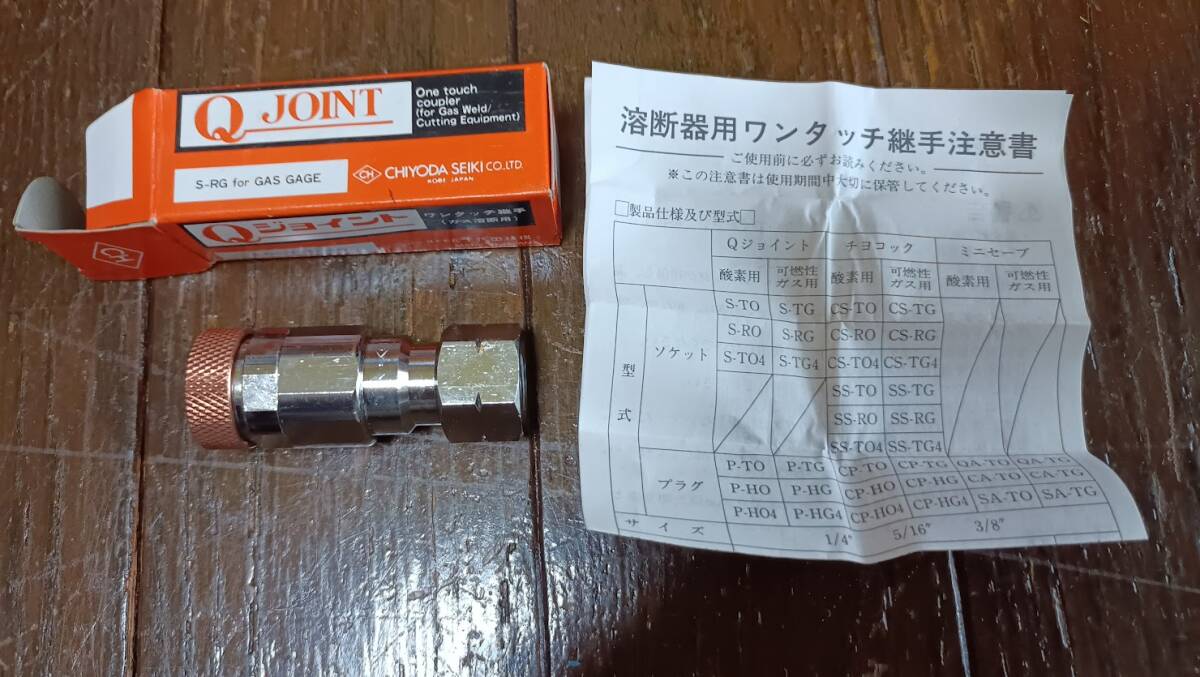 Q JOINT
One touch
coupler
(for Gas Weld/
Cutting Equipment)
S-RG for GAS GAGE
CH CHIYODA SEIKI CO.LTD.
KOBE JAPAN
Qジョイント
ワンタッチ継手
(ガス溶断用)
CH
溶断器用ワンタッチ継手注意書
ご使用前に必ずお読みください。
※この注意書は使用期間中大切に保管してください。
□製品仕様及び型式□
Qジョイント チヨコック ミニセーブ
酸素用 可燃性ガス用 酸素用 可燃性ガス用 酸素用 可燃性ガス用
型式
ソケット
S-TO S-TG CS-TO CS-TG
S-RO S-RG CS-RO CS-RG
S-TO4 S-TG4 CS-TO4 CS-TG4
SS-TO SS-TG
SS-RO SS-RG
SS-TO4 SS-TG4
プラグ
P-TO P-TG CP-TO CP-TG QA-TO QA-TG
P-HO P-HG CP-HO CP-HG CA-TO CA-TG
P-HO4 P-HG4 CP-HO4 CP-HG4 SA-TO SA-TG
サイズ 1/4" 5/16" 3/8"